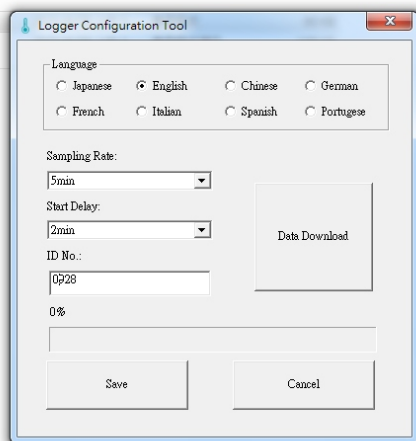 Logger Configuration Tool
Language
Japanese English Chinese German
French Italian Spanish Portugese
Sampling Rate:
5min
Start Delay:
2min
Data Download
ID No.:
0%
Save Cancel